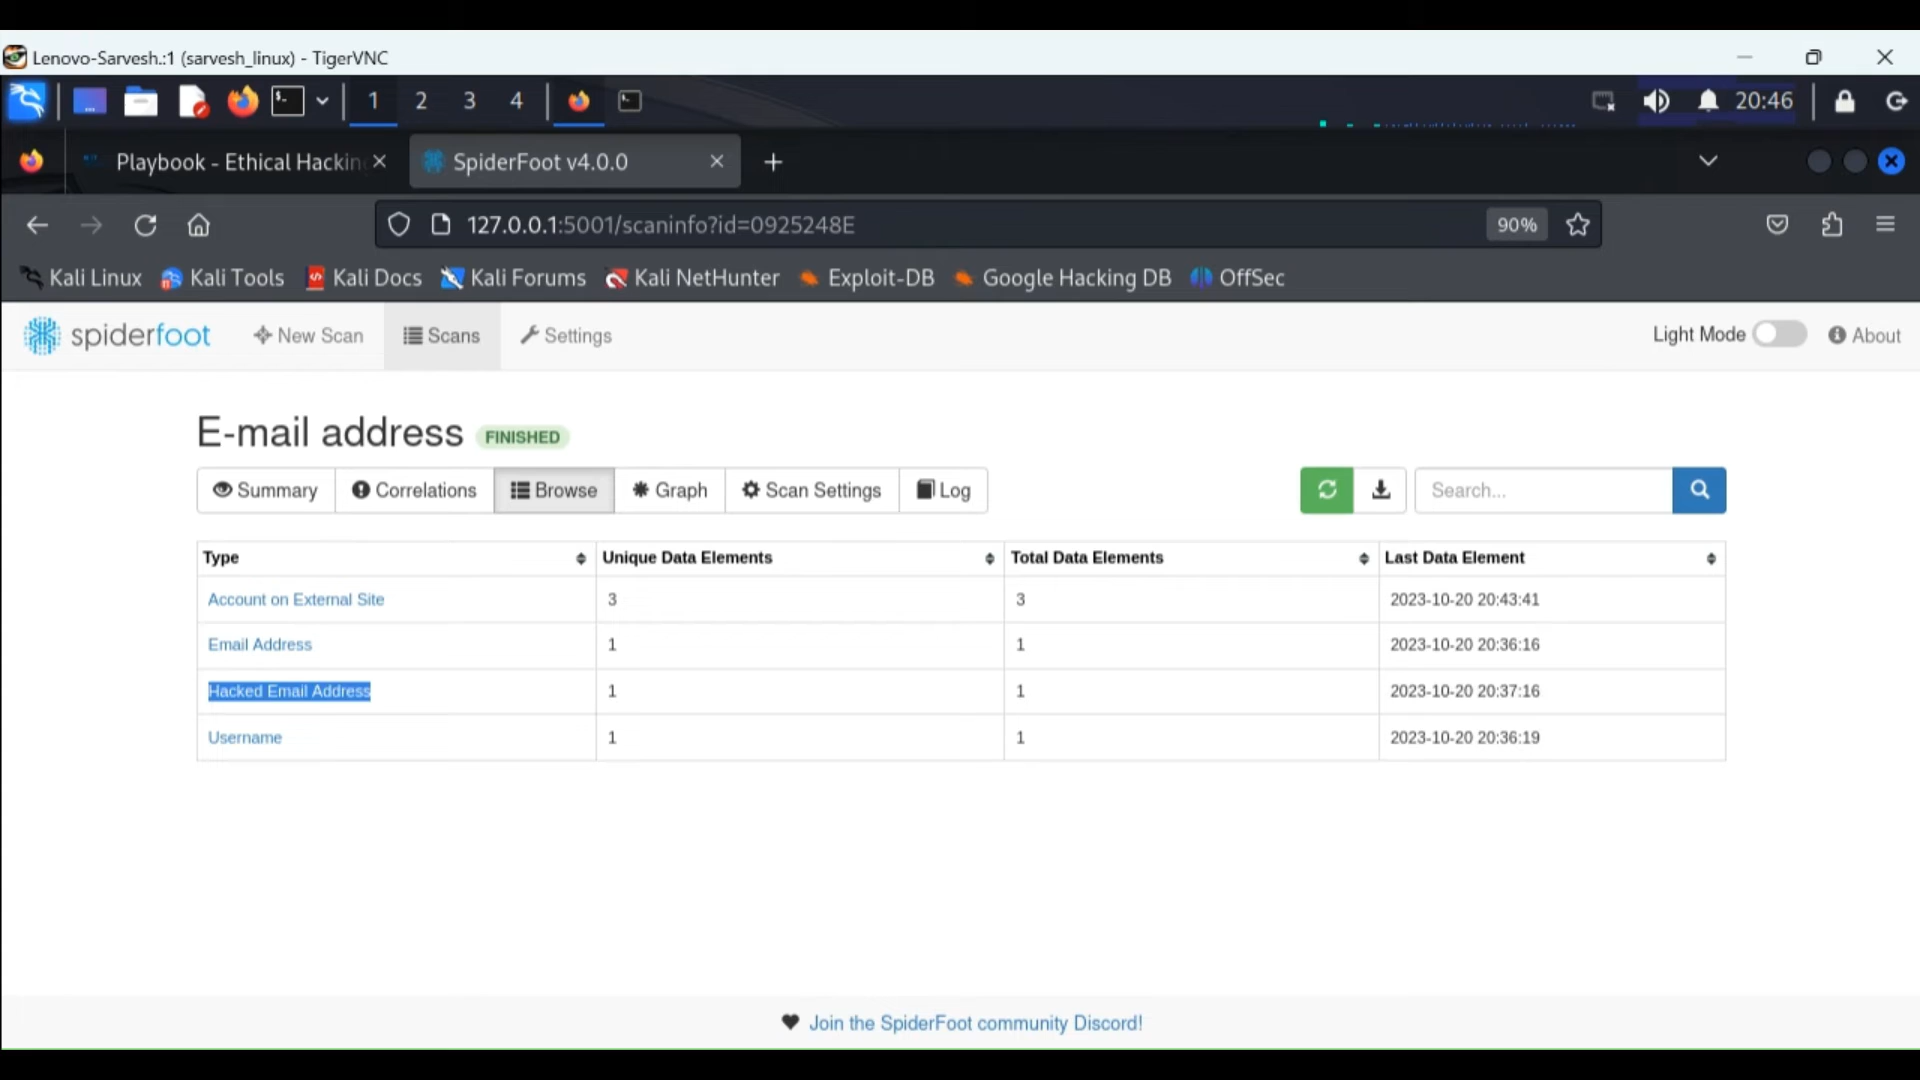 Lenovo-Sarvesh.:1 (sarvesh_linux) - TigerVNC
1 2 3 4 20:46
Playbook - Ethical Hackin SpiderFoot v4.0.0
127.0.0.1:5001/scaninfo?id=0925248E 90%
Kali Linux Kali Tools Kali Docs Kali Forums Kali NetHunter Exploit-DB Google Hacking DB OffSec
spiderfoot New Scan Scans Settings Light Mode About
E-mail address FINISHED
Summary Correlations Browse Graph Scan Settings Log Search...
Type Unique Data Elements Total Data Elements Last Data Element
Account on External Site 3 3 2023-10-20 20:43:41
Email Address 1 1 2023-10-20 20:36:16
Hacked Email Address 1 1 2023-10-20 20:37:16
Username 1 1 2023-10-20 20:36:19
Join the SpiderFoot community Discord!